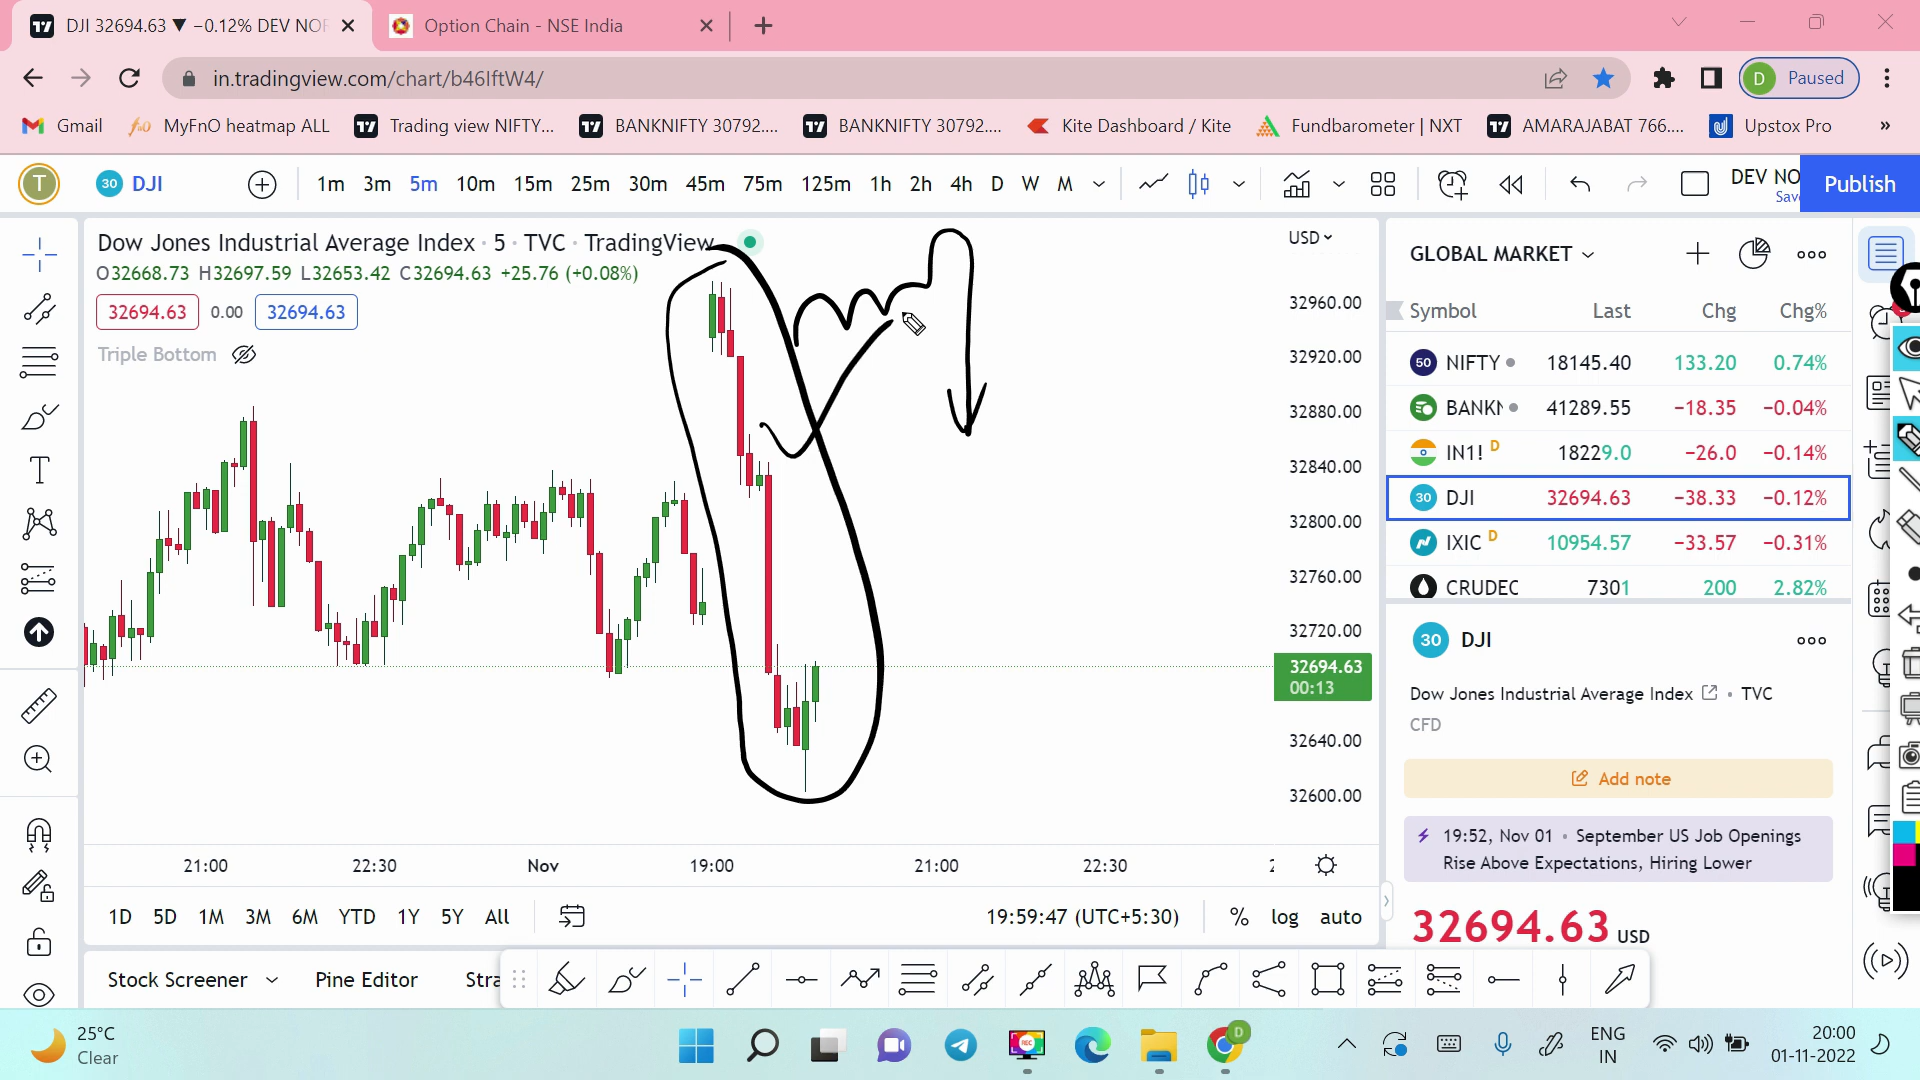 DJI 32694.63 ▼ −0.12% DEV NOF
Option Chain - NSE India
in.tradingview.com/chart/b46IftW4/
D Paused
Gmail
MyFnO heatmap ALL
Trading view NIFTY...
BANKNIFTY 30792....
BANKNIFTY 30792....
Kite Dashboard / Kite
Fundbarometer | NXT
AMARAJABAT 766....
Upstox Pro
»
T 30 DJI 1m 3m 5m 10m 15m 25m 30m 45m 75m 125m 1h 2h 4h D W M DEV NO Publish
Save
Dow Jones Industrial Average Index · 5 · TVC · TradingView
O32668.73 H32697.59 L32653.42 C32694.63 +25.76 (+0.08%)
32694.63 0.00 32694.63
Triple Bottom
USD
32960.00
32920.00
32880.00
32840.00
32800.00
32760.00
32720.00
32694.63
00:13
32640.00
32600.00
21:00 22:30 Nov 19:00 21:00 22:30 2
1D 5D 1M 3M 6M YTD 1Y 5Y All
19:59:47 (UTC+5:30) % log auto
Stock Screener Pine Editor Stra
GLOBAL MARKET
Symbol Last Chg Chg%
50 NIFTY 18145.40 133.20 0.74%
BANKN 41289.55 −18.35 −0.04%
IN1! D 18229.0 −26.0 −0.14%
30 DJI 32694.63 −38.33 −0.12%
IXIC D 10954.57 −33.57 −0.31%
CRUDEC 7301 200 2.82%
30 DJI
Dow Jones Industrial Average Index • TVC
CFD
Add note
19:52, Nov 01 • September US Job Openings
Rise Above Expectations, Hiring Lower
32694.63 USD
25°C
Clear
REC
D
ENG
IN
20:00
01-11-2022